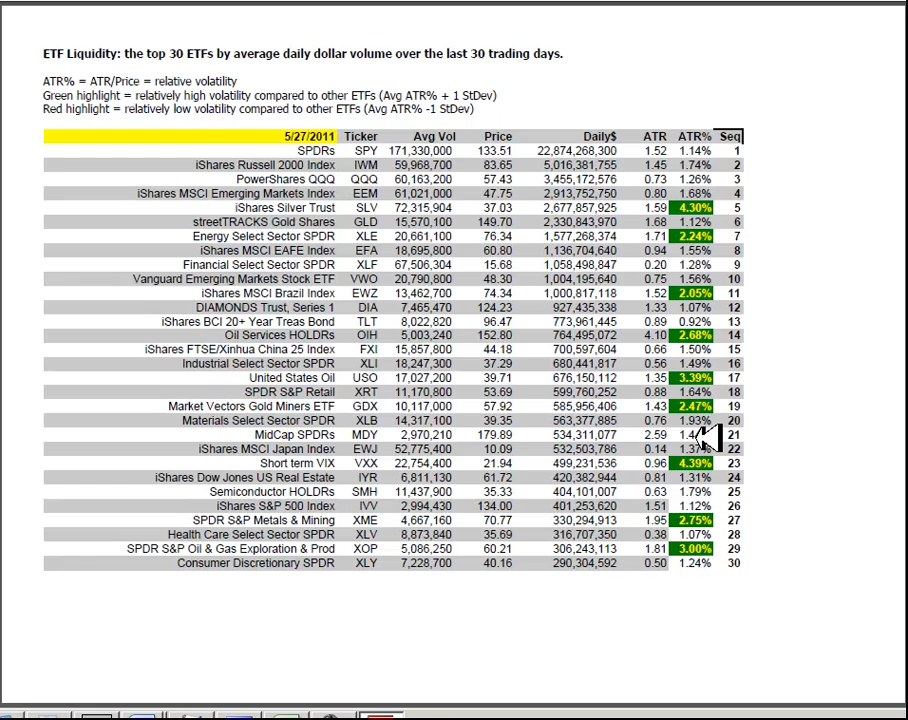 ETF Liquidity: the top 30 ETFs by average daily dollar volume over the last 30 trading days.
ATR% = ATR/Price = relative volatility
Green highlight = relatively high volatility compared to other ETFs (Avg ATR% + 1 StDev)
Red highlight = relatively low volatility compared to other ETFs (Avg ATR% -1 StDev)
5/27/2011 Ticker Avg Vol Price Daily$ ATR ATR% Seq
SPDRs SPY 171,330,000 133.51 22,874,268,300 1.52 1.14% 1
iShares Russell 2000 Index IWM 59,968,700 83.65 5,016,381,755 1.45 1.74% 2
PowerShares QQQ QQQ 60,163,200 57.43 3,455,172,576 0.73 1.26% 3
iShares MSCI Emerging Markets Index EEM 61,021,000 47.75 2,913,752,750 0.80 1.68% 4
iShares Silver Trust SLV 72,315,904 37.03 2,677,857,925 1.59 4.30% 5
streetTRACKS Gold Shares GLD 15,570,100 149.70 2,330,843,970 1.68 1.12% 6
Energy Select Sector SPDR XLE 20,661,100 76.34 1,577,268,374 1.71 2.24% 7
iShares MSCI EAFE Index EFA 18,695,800 60.80 1,136,704,640 0.94 1.55% 8
Financial Select Sector SPDR XLF 67,506,304 15.68 1,058,498,847 0.20 1.28% 9
Vanguard Emerging Markets Stock ETF VWO 20,790,800 48.30 1,004,195,640 0.75 1.56% 10
iShares MSCI Brazil Index EWZ 13,462,700 74.34 1,000,817,118 1.52 2.05% 11
DIAMONDS Trust, Series 1 DIA 7,465,470 124.23 927,435,338 1.33 1.07% 12
iShares BCI 20+ Year Treas Bond TLT 8,022,820 96.47 773,961,445 0.89 0.92% 13
Oil Services HOLDRs OIH 5,003,240 152.80 764,495,072 4.10 2.68% 14
iShares FTSE/Xinhua China 25 Index FXI 15,857,800 44.18 700,597,604 0.66 1.50% 15
Industrial Select Sector SPDR XLI 18,247,300 37.29 680,441,817 0.56 1.49% 16
United States Oil USO 17,027,200 39.71 676,150,112 1.35 3.39% 17
SPDR S&P Retail XRT 11,170,800 53.69 599,760,252 0.88 1.64% 18
Market Vectors Gold Miners ETF GDX 10,117,000 57.92 585,956,406 1.43 2.47% 19
Materials Select Sector SPDR XLB 14,317,100 39.35 563,377,885 0.76 1.93% 20
MidCap SPDRs MDY 2,970,210 179.89 534,311,077 2.59 21
iShares MSCI Japan Index EWJ 52,775,400 10.09 532,503,786 0.14 1.37% 22
Short term VIX VXX 22,754,400 21.94 499,231,536 0.96 4.39% 23
iShares Dow Jones US Real Estate IYR 6,811,130 61.72 420,382,944 0.81 1.31% 24
Semiconductor HOLDRs SMH 11,437,900 35.33 404,101,007 0.63 1.79% 25
iShares S&P 500 Index IVV 2,994,430 134.00 401,253,620 1.51 1.12% 26
SPDR S&P Metals & Mining XME 4,667,160 70.77 330,294,913 1.95 2.75% 27
Health Care Select Sector SPDR XLV 8,873,840 35.69 316,707,350 0.38 1.07% 28
SPDR S&P Oil & Gas Exploration & Prod XOP 5,086,250 60.21 306,243,113 1.81 3.00% 29
Consumer Discretionary SPDR XLY 7,228,700 40.16 290,304,592 0.50 1.24% 30